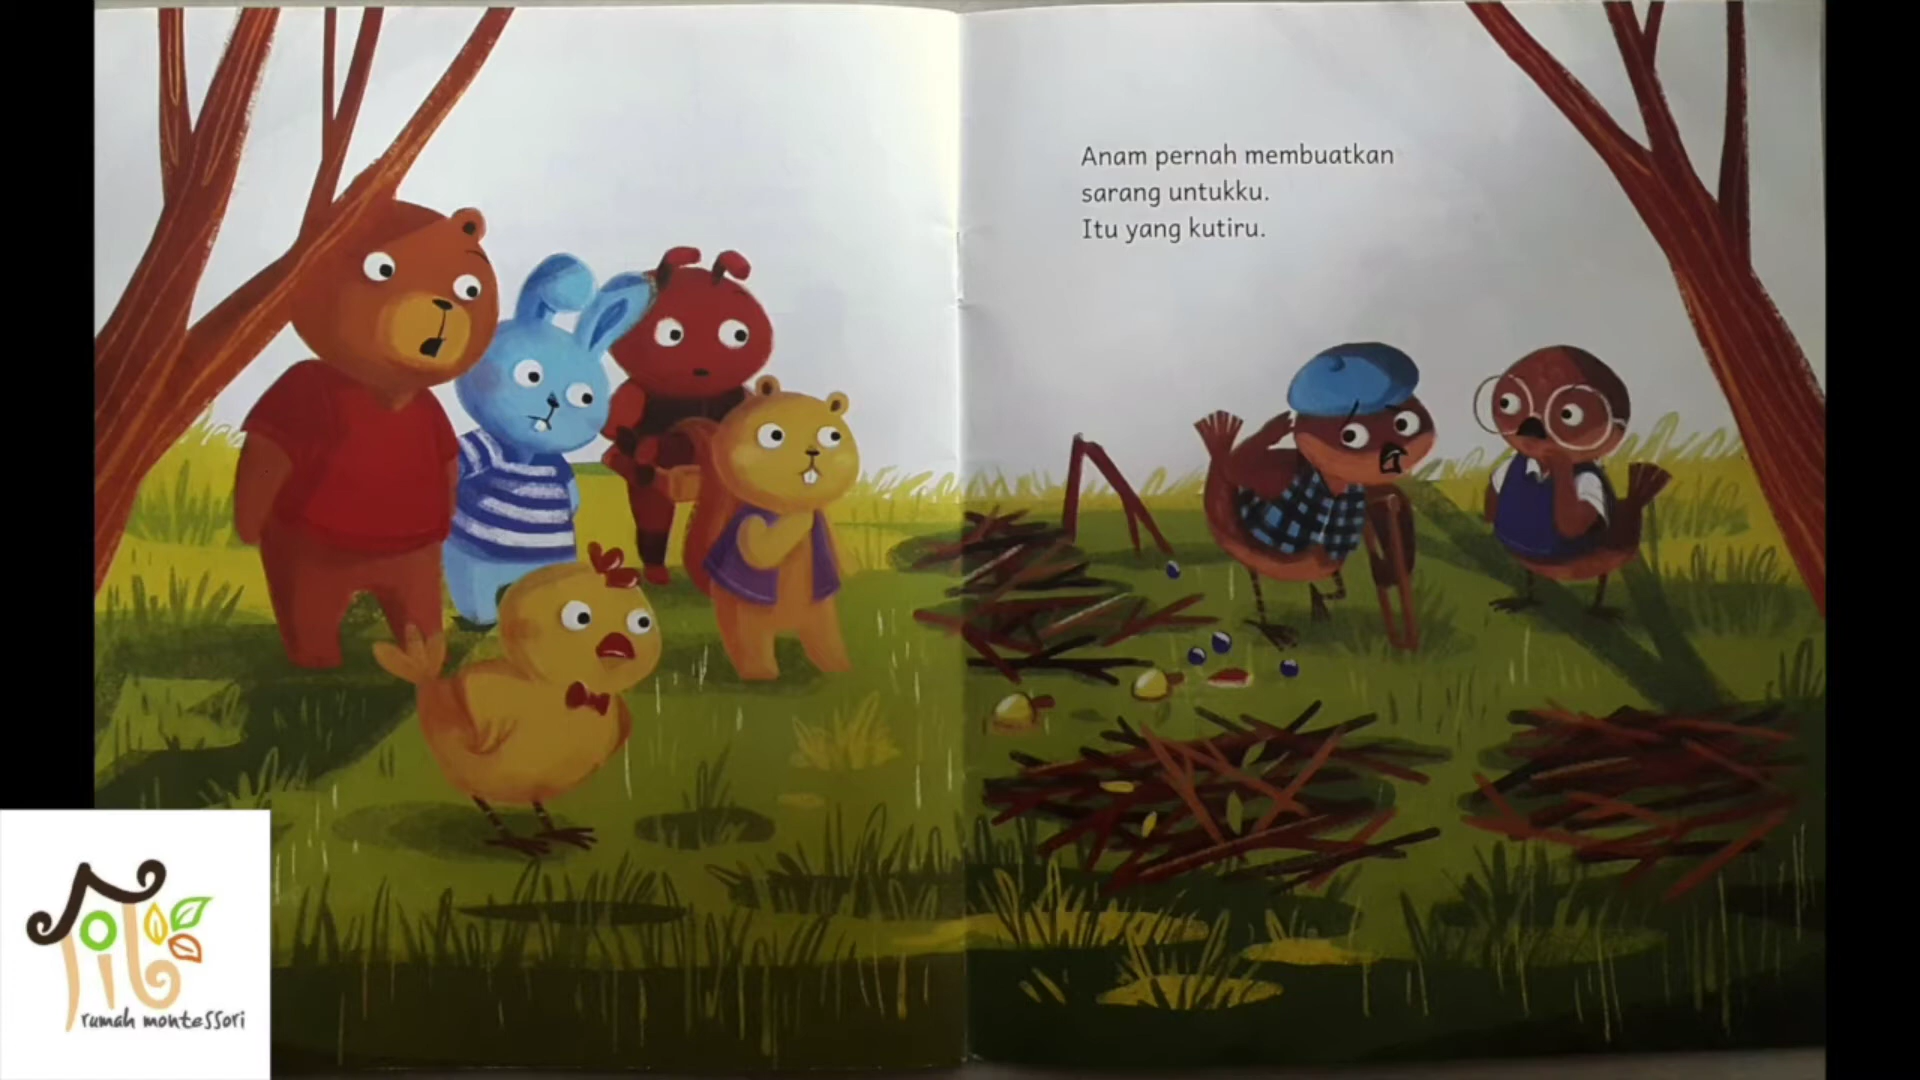 Anam pernah membuatkan
sarang untukku.
Itu yang kutiru.
rumah montessori